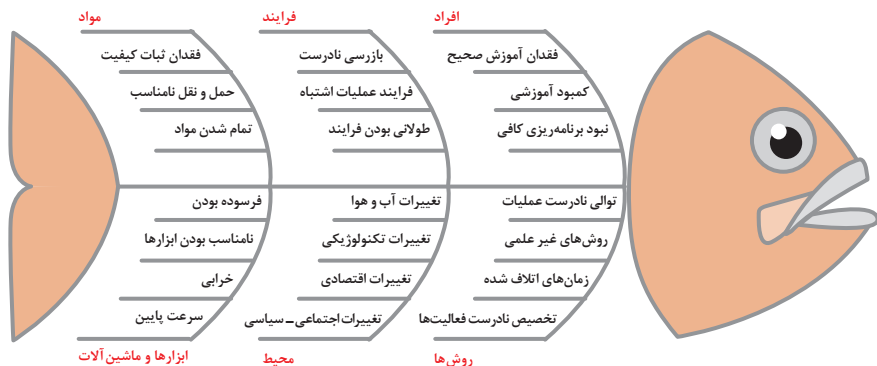 افراد
فقدان آموزش صحیح
کمبود آموزشی
نبود برنامه‌ریزی کافی
فرایند
بازرسی نادرست
فرایند عملیات اشتباه
طولانی بودن فرایند
مواد
فقدان ثبات کیفیت
حمل و نقل نامناسب
تمام شدن مواد
توالی نادرست عملیات
روش‌های غیر علمی
زمان‌های اتلاف شده
تخصیص نادرست فعالیت‌ها
روش‌ها
تغییرات آب و هوا
تغییرات تکنولوژیکی
تغییرات اقتصادی
تغییرات اجتماعی ـ سیاسی
محیط
فرسوده بودن
نامناسب بودن ابزارها
خرابی
سرعت پایین
ابزارها و ماشین آلات